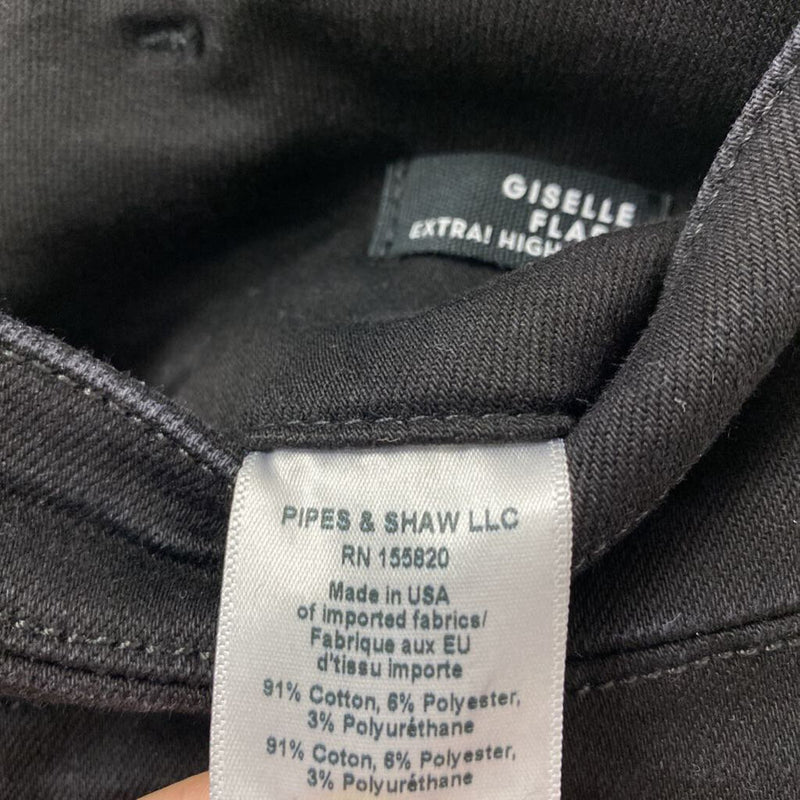 GISELLE
EXTRA! HIGH
PIPES & SHAW LLC
RN 155820
Made in USA
of imported fabrics/
Fabrique aux EU
d'tissu importe
91% Cotton, 6% Polyester,
3% Polyuréthane
91% Coton, 6% Polyester,
3% Polyuréthane